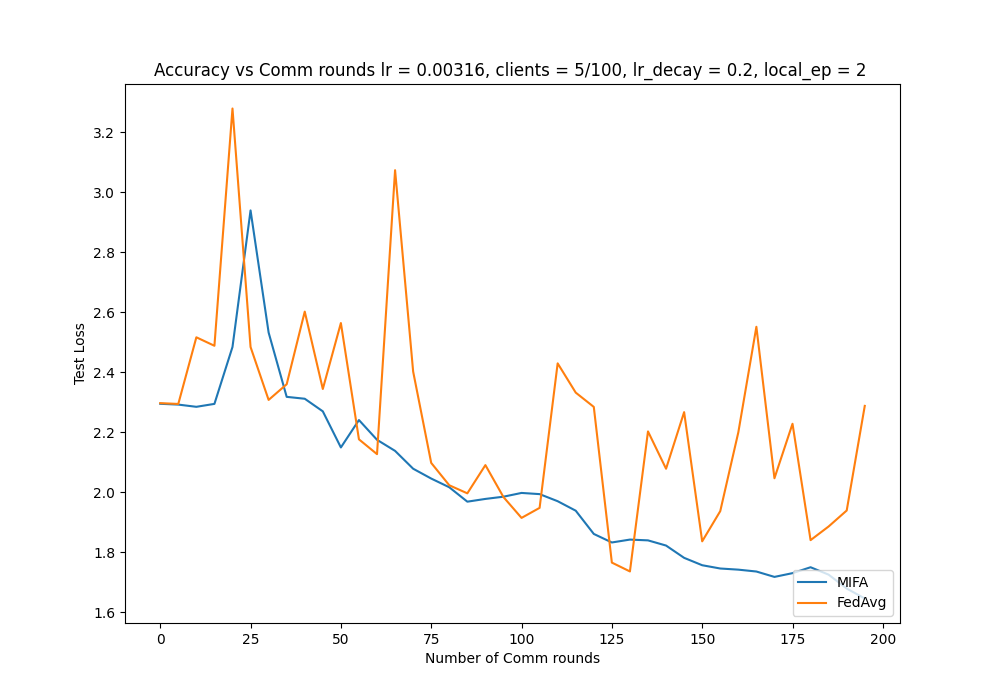 Accuracy vs Comm rounds lr = 0.00316, clients = 5/100, lr_decay = 0.2, local_ep = 2
Test Loss
3.2
3.0
2.8
2.6
2.4
2.2
2.0
1.8
1.6
MIFA
FedAvg
0 25 50 75 100 125 150 175 200
Number of Comm rounds